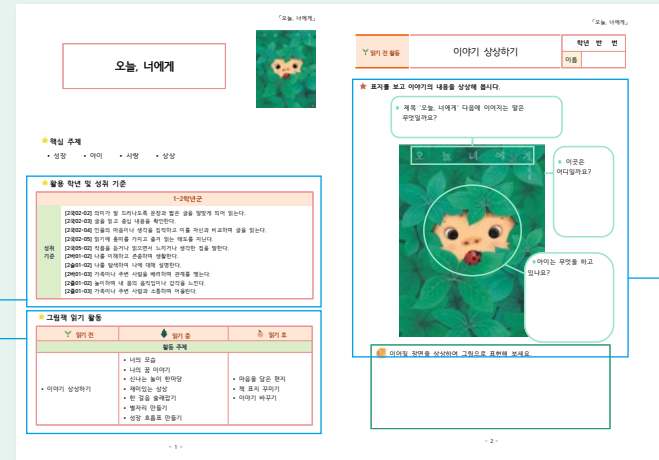 「오늘, 너에게」
오늘, 너에게
핵심 주제
• 성장 • 아이 • 사랑 • 상상
활용 학년 및 성취 기준
1-2학년군
성취 기준
[2국02-02] 의미가 잘 드러나도록 문장과 짧은 글을 알맞게 띄어 읽는다.
[2국02-03] 글을 읽고 중심 내용을 확인한다.
[2국02-04] 인물의 마음이나 생각을 짐작하고 이를 자신과 비교하며 글을 읽는다.
[2국02-05] 읽기에 흥미를 가지고 즐겨 읽는 태도를 지닌다.
[2국05-02] 작품을 듣거나 읽으면서 느끼거나 생각한 점을 말한다.
[2바01-02] 나를 이해하고 존중하며 생활한다.
[2슬01-02] 나를 탐색하며 나에 대해 설명한다.
[2바01-03] 가족이나 주변 사람을 배려하며 관계를 맺는다.
[2즐01-02] 놀이하며 내 몸의 움직임이나 감각을 느낀다.
[2즐01-03] 가족이나 주변 사람과 소통하며 어울린다.
그림책 읽기 활동
읽기 전 읽기 중 읽기 후
활동 주제
• 이야기 상상하기
• 너의 모습
• 나의 꿈 이야기
• 신나는 놀이 한마당
• 재미있는 상상
• 한 걸음 술래잡기
• 별자리 만들기
• 성장 흐름표 만들기
• 마음을 담은 편지
• 책 표지 꾸미기
• 이야기 바꾸기
- 1 -
「오늘, 너에게」
읽기 전 활동
이야기 상상하기
학년 반 번
이름
표지를 보고 이야기의 내용을 상상해 봅시다.
제목 '오늘, 너에게' 다음에 이어지는 말은
무엇일까요?
오 늘 너 에 게
이곳은
어디일까요?
아이는 무엇을 하고
있나요?
이어질 장면을 상상하여 그림으로 표현해 보세요.
- 2 -